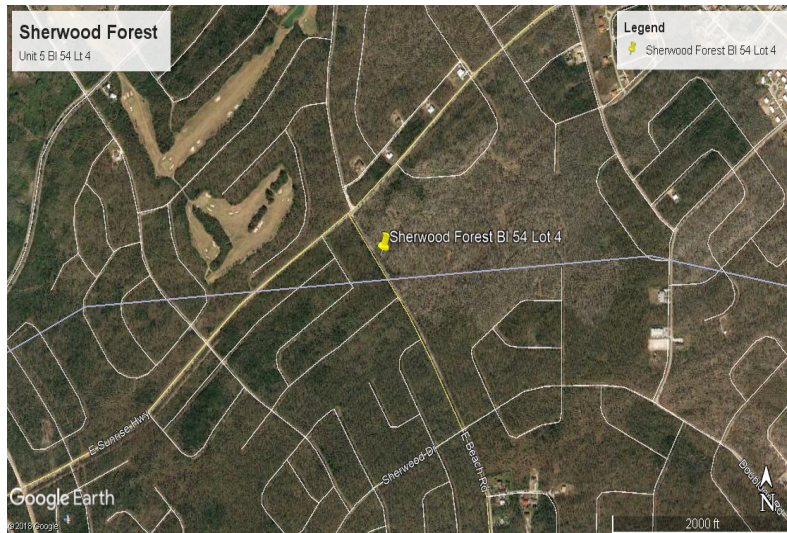 Sherwood Forest
Unit 5 Bl 54 Lt 4
Legend
Sherwood Forest Bl 54 Lot 4
Sherwood Forest Bl 54 Lot 4
E Sunrise Hwy
Sherwood Dr
E Beach Rd
Google Earth
©2018 Google
N
2000 ft